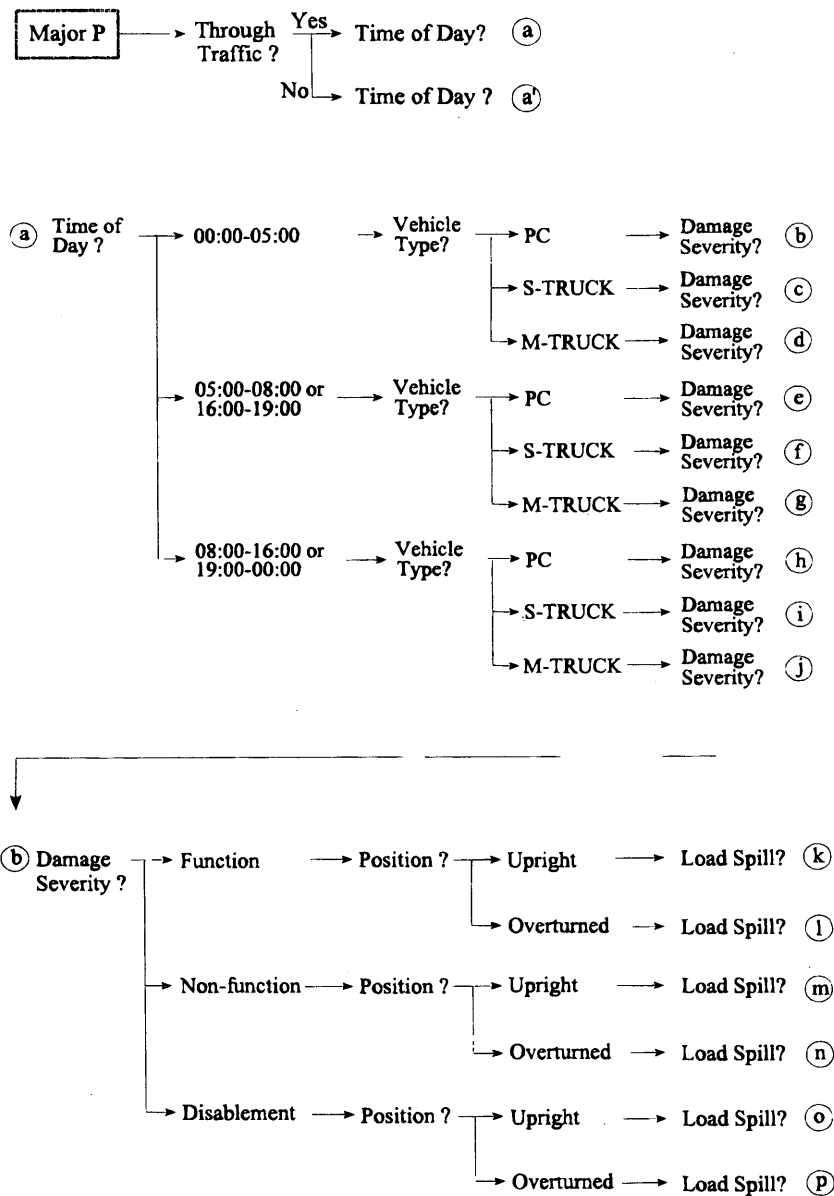 Major P Through Traffic ? Yes Time of Day? a
No Time of Day ? a'
a Time of Day ? 00:00-05:00 Vehicle Type? PC Damage Severity? b
S-TRUCK Damage Severity? c
M-TRUCK Damage Severity? d
05:00-08:00 or 16:00-19:00 Vehicle Type? PC Damage Severity? e
S-TRUCK Damage Severity? f
M-TRUCK Damage Severity? g
08:00-16:00 or 19:00-00:00 Vehicle Type? PC Damage Severity? h
S-TRUCK Damage Severity? i
M-TRUCK Damage Severity? j
b Damage Severity ? Function Position ? Upright Load Spill? k
Overturned Load Spill? l
Non-function Position ? Upright Load Spill? m
Overturned Load Spill? n
Disablement Position ? Upright Load Spill? o
Overturned Load Spill? p